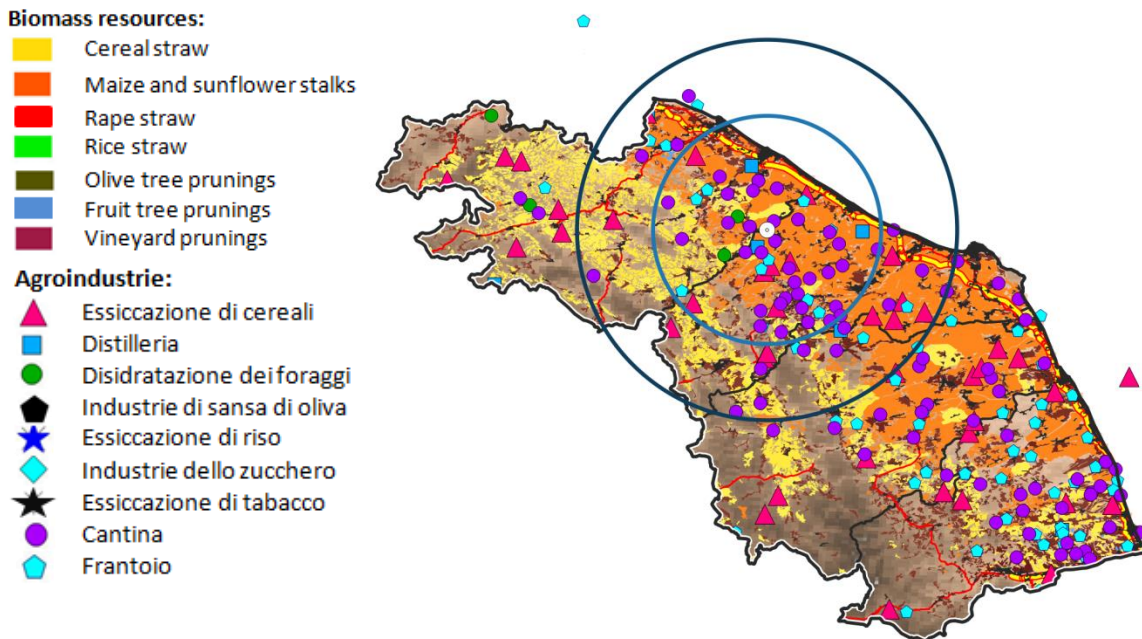 Biomass resources:
Cereal straw
Maize and sunflower stalks
Rape straw
Rice straw
Olive tree prunings
Fruit tree prunings
Vineyard prunings
Agroindustrie:
Essiccazione di cereali
Distilleria
Disidratazione dei foraggi
Industrie di sansa di oliva
Essiccazione di riso
Industrie dello zucchero
Essiccazione di tabacco
Cantina
Frantoio